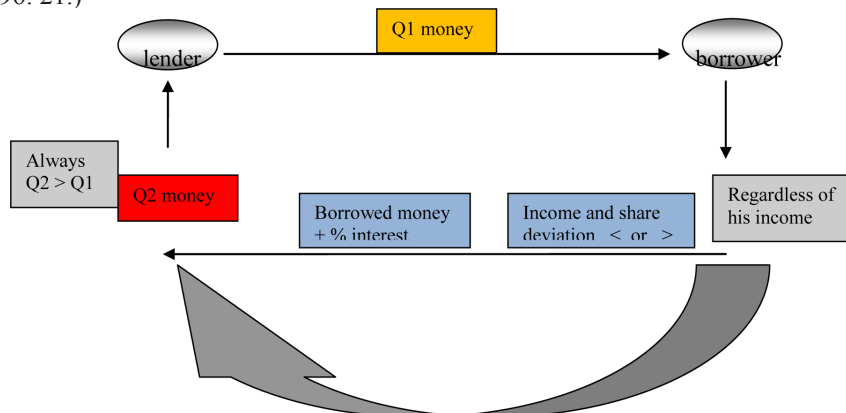 Q1 money
lender
borrower
Always
Q2 > Q1
Q2 money
Borrowed money
+ % interest
Income and share
deviation < or >
Regardless of
his income